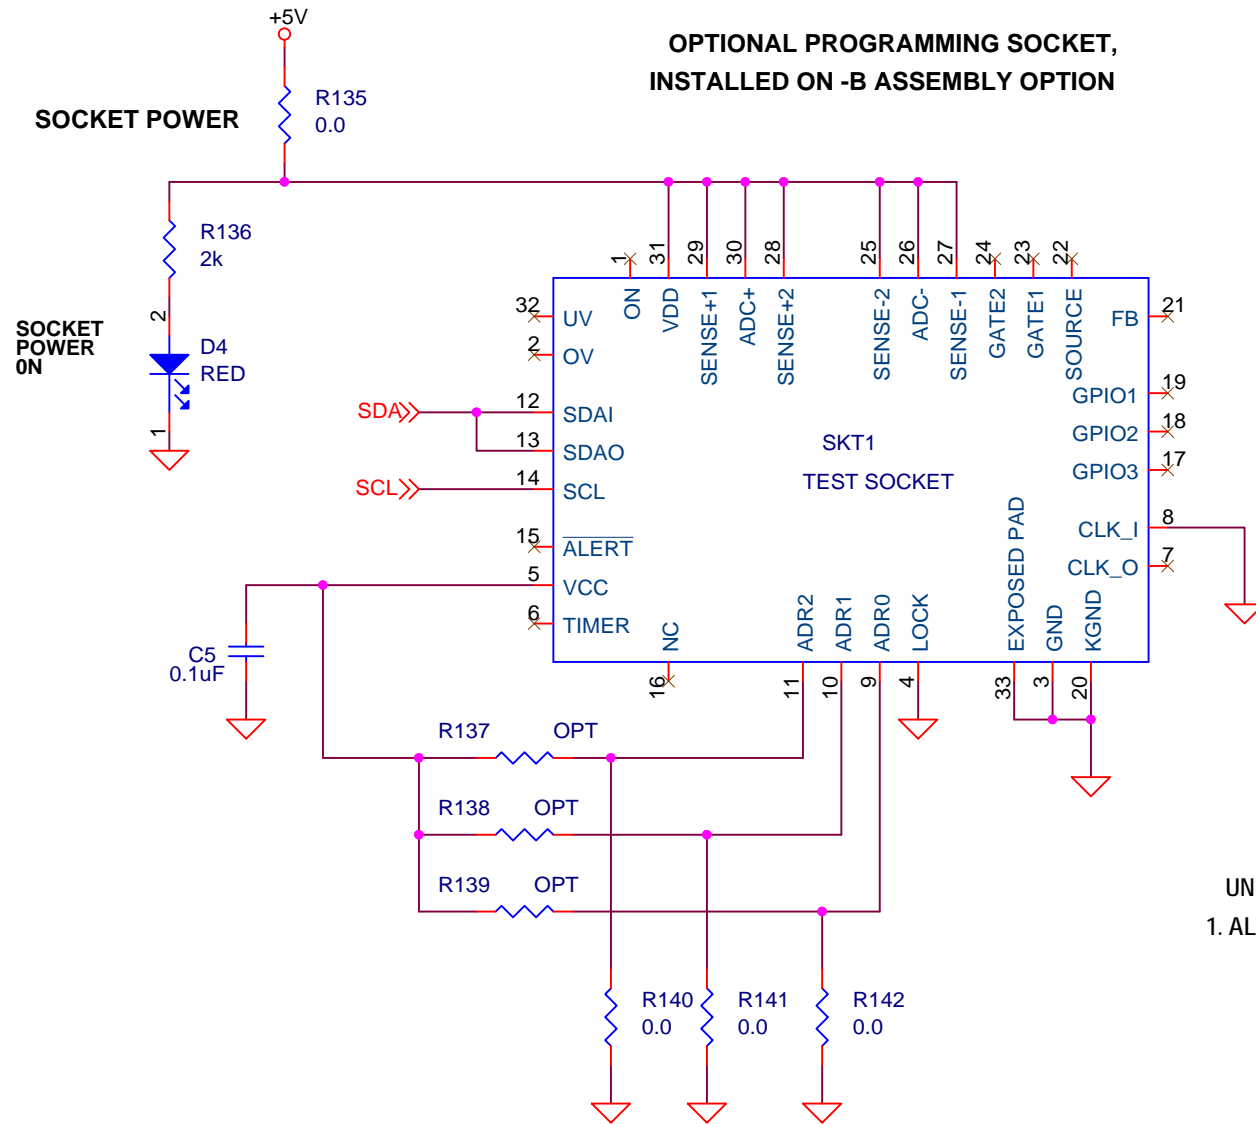 +5V
OPTIONAL PROGRAMMING SOCKET,
INSTALLED ON -B ASSEMBLY OPTION
SOCKET POWER
R135
0.0
R136
2k
SOCKET
POWER
0N
2
D4
RED
1
1
31
29
30
28
25
26
27
24
23
22
ON
VDD
SENSE+1
ADC+
SENSE+2
SENSE-2
ADC-
SENSE-1
GATE2
GATE1
SOURCE
32
UV
2
OV
SDA
12
SDAI
13
SDAO
SCL
14
SCL
15
ALERT
5
VCC
6
TIMER
FB
21
GPIO1
19
GPIO2
18
GPIO3
17
CLK_I
8
CLK_O
7
SKT1
TEST SOCKET
NC
ADR2
ADR1
ADR0
LOCK
EXPOSED PAD
GND
KGND
16
11
10
9
4
33
3
20
C5
0.1uF
R137
OPT
R138
OPT
R139
OPT
R140
0.0
R141
0.0
R142
0.0
UN
1. AL